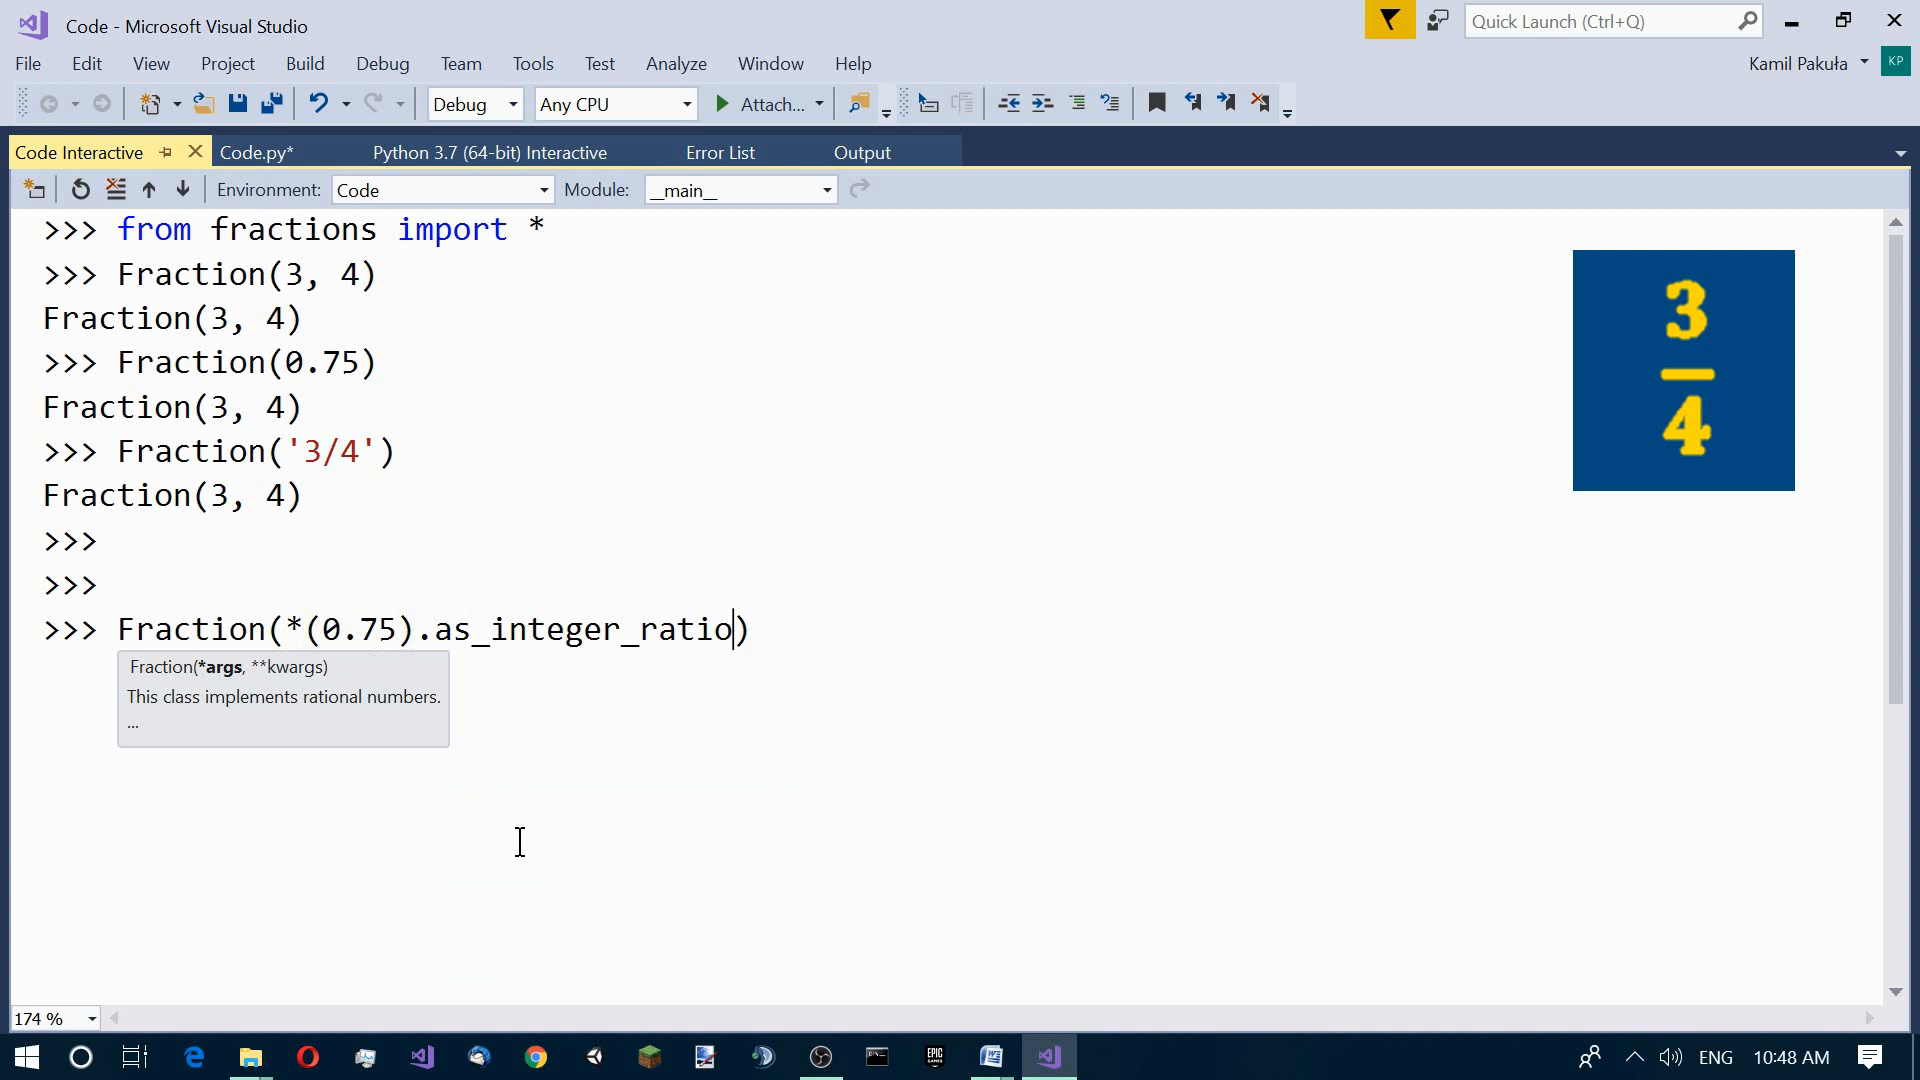 Code - Microsoft Visual Studio
Quick Launch (Ctrl+Q)
File Edit View Project Build Debug Team Tools Test Analyze Window Help
Kamil Pakuła KP
Debug Any CPU Attach...
Code Interactive Code.py* Python 3.7 (64-bit) Interactive Error List Output
Environment: Code Module: __main__
>>> from fractions import *
>>> Fraction(3, 4)
Fraction(3, 4)
>>> Fraction(0.75)
Fraction(3, 4)
>>> Fraction('3/4')
Fraction(3, 4)
>>>
>>>
>>> Fraction(*(0.75).as_integer_ratio)
Fraction(*args, **kwargs)
This class implements rational numbers.
...
3
4
174 %
EPIC
GAMES
ENG 10:48 AM